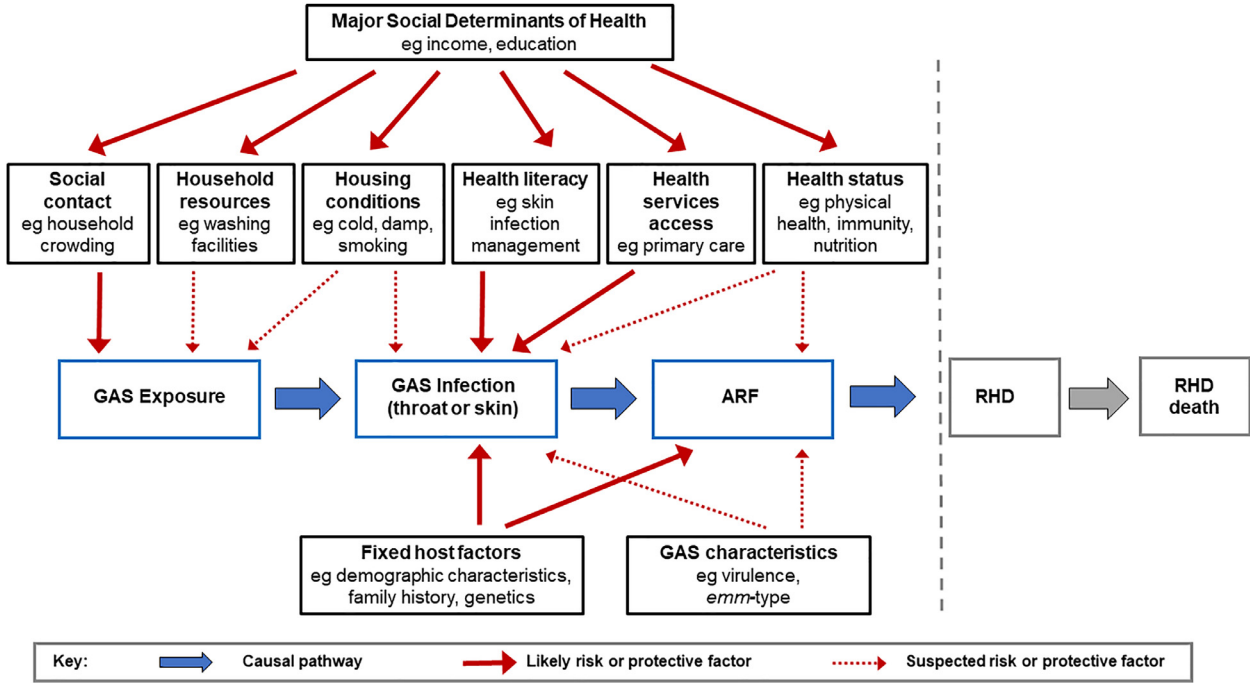 Major Social Determinants of Health
eg income, education
Social
contact
eg household
crowding
Household
resources
eg washing
facilities
Housing
conditions
eg cold, damp,
smoking
Health literacy
eg skin
infection
management
Health
services
access
eg primary care
Health status
eg physical
health, immunity,
nutrition
GAS Exposure
GAS Infection
(throat or skin)
ARF
RHD
RHD
death
Fixed host factors
eg demographic characteristics,
family history, genetics
GAS characteristics
eg virulence,
emm-type
Key:
Causal pathway
Likely risk or protective factor
Suspected risk or protective factor